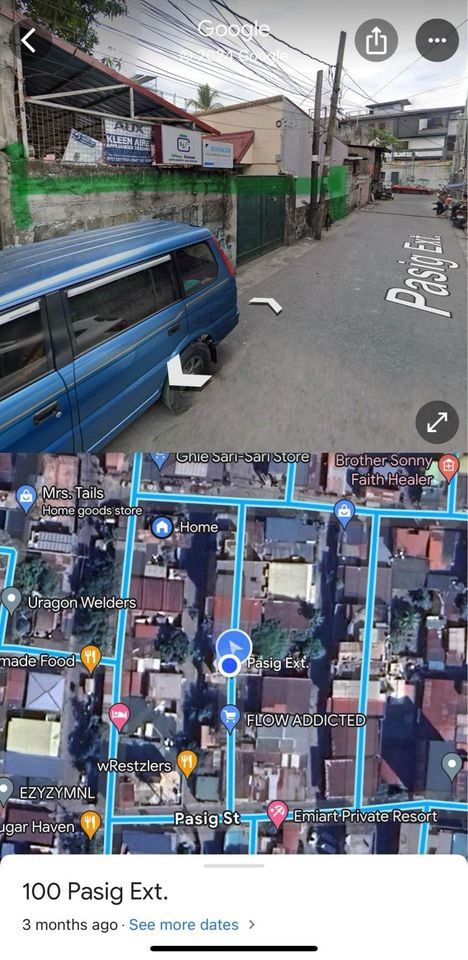 Google
© 2024 Google
AUX
KLEEN AIRE
DAIKIN
Pasig Ext.
Ghie Sari-Sari Store
Brother Sonny
Faith Healer
Mrs. Tails
Home goods store
Home
Uragon Welders
made Food
Pasig Ext.
FLOW ADDICTED
wRestzlers
EZYZYMNL
ugar Haven
Pasig St
Emiart Private Resort
100 Pasig Ext.
3 months ago · See more dates